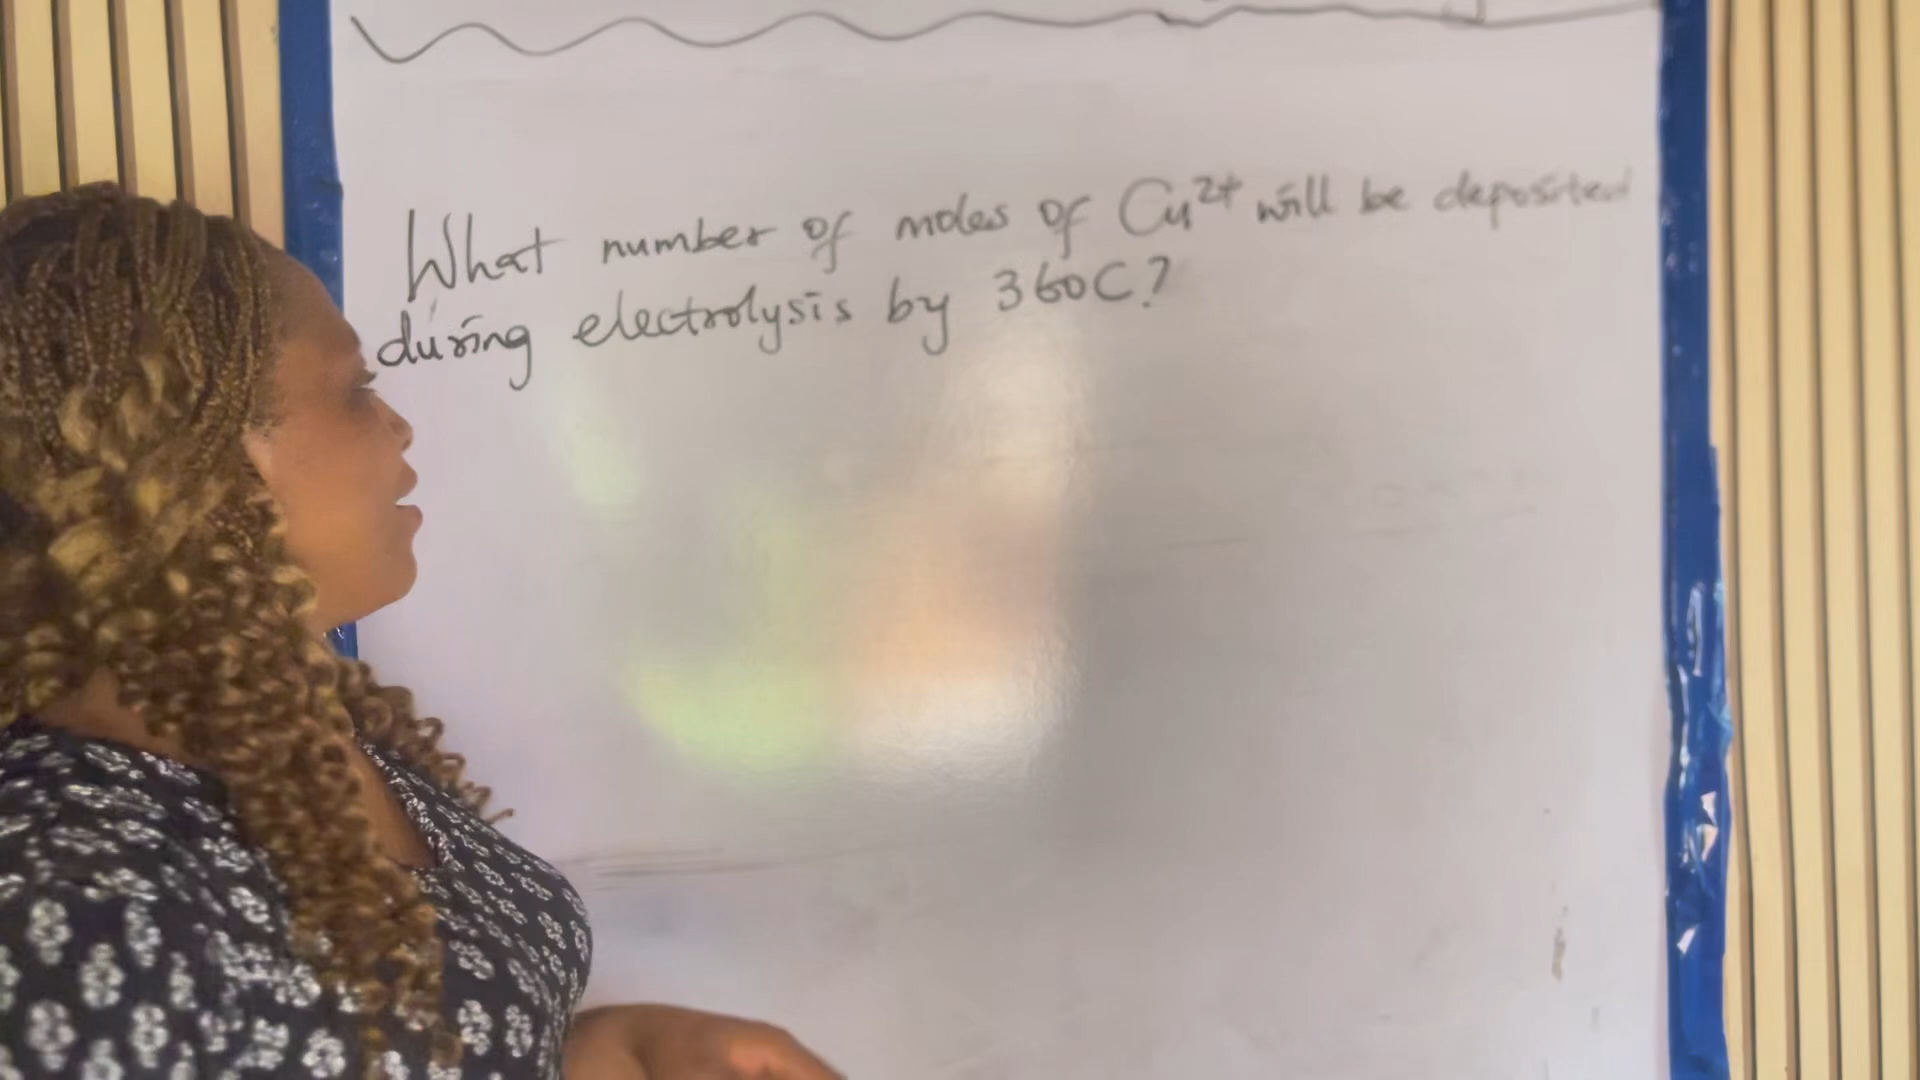 What number of moles of Cu²⁺ will be deposited
during electrolysis by 360C?